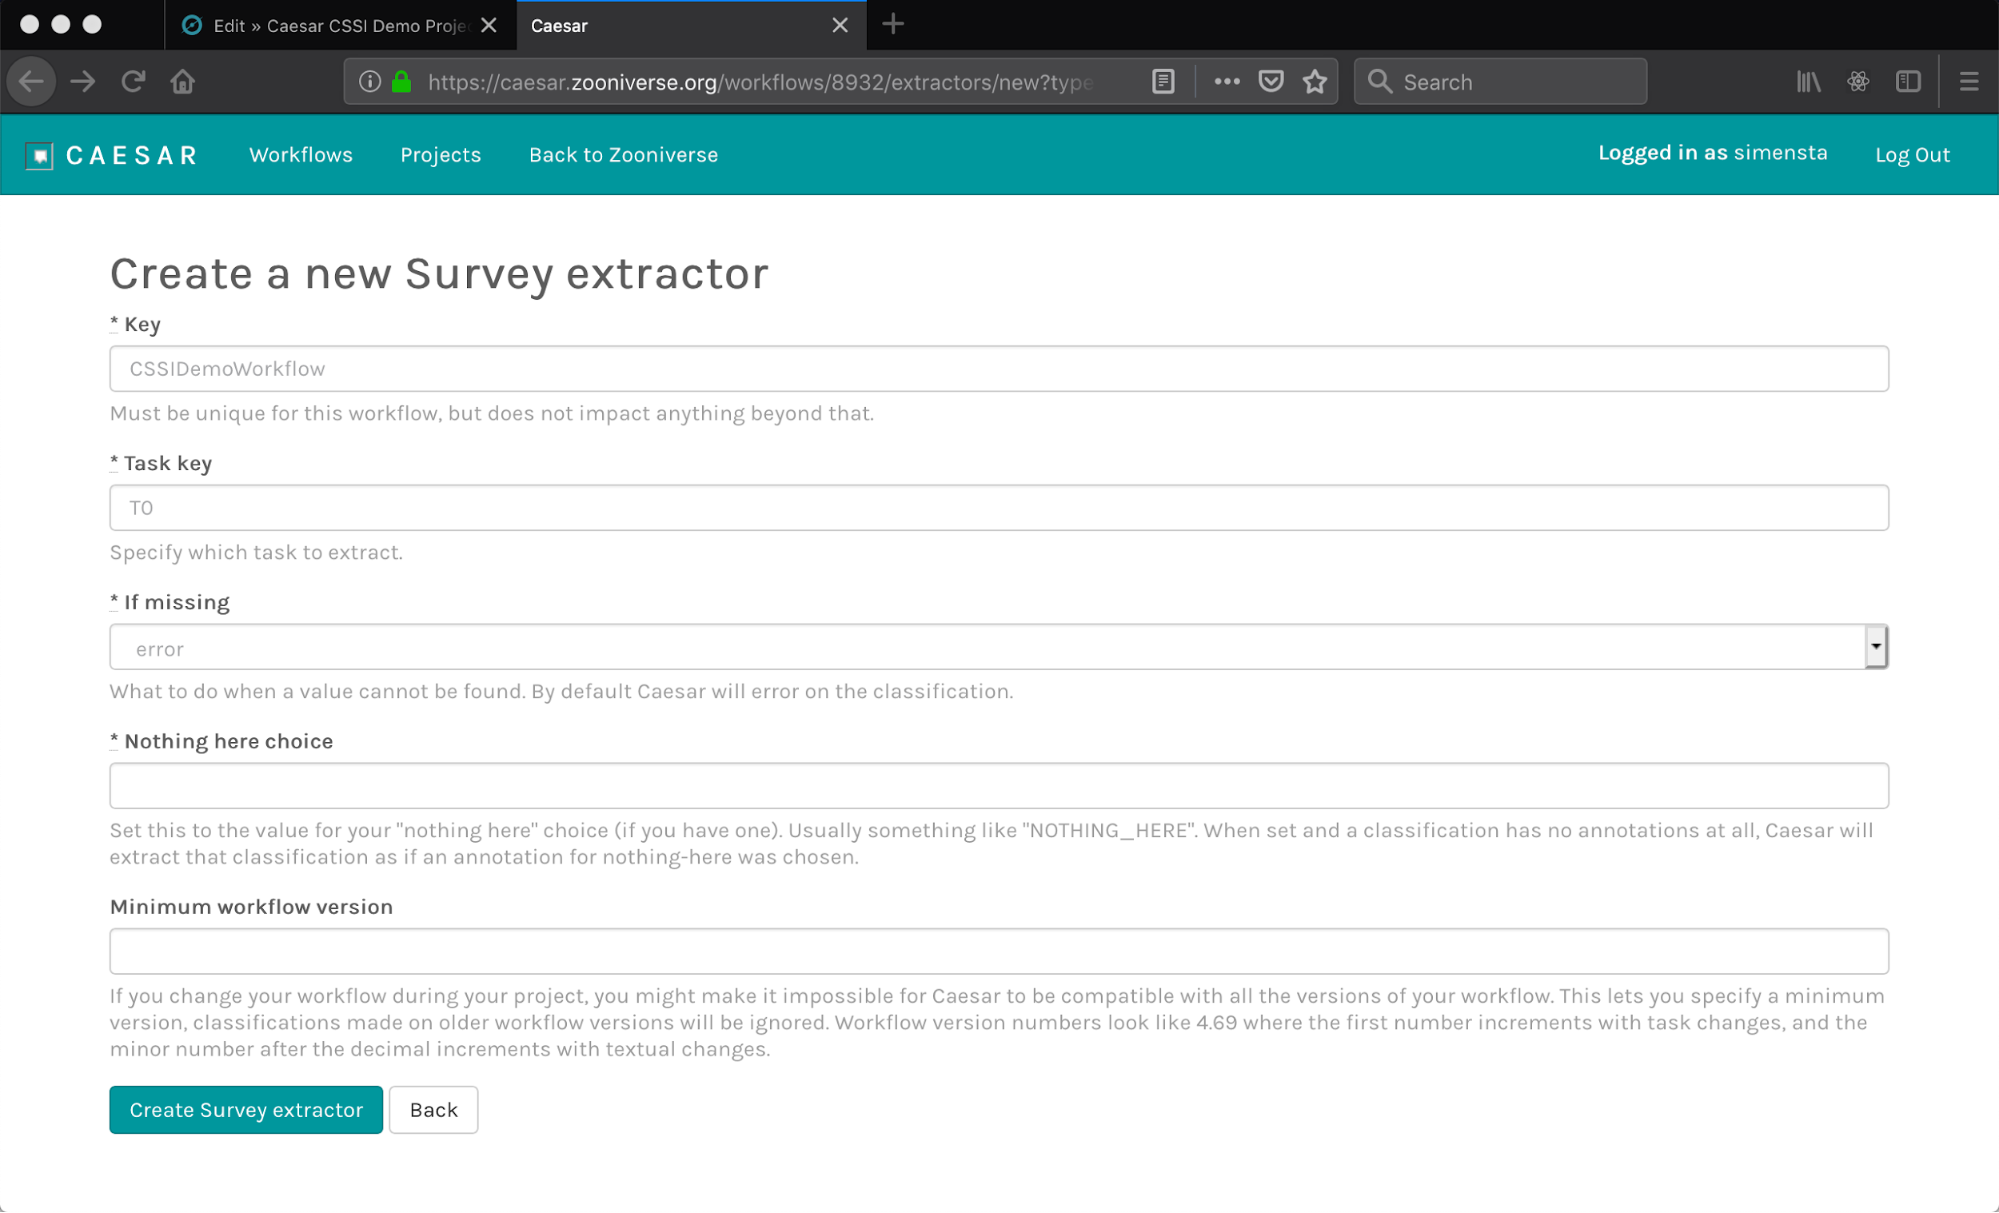 Edit » Caesar CSSI Demo Proje
Caesar
https://caesar.zooniverse.org/workflows/8932/extractors/new?type
Search
CAESAR
Workflows
Projects
Back to Zooniverse
Logged in as simensta
Log Out
Create a new Survey extractor
* Key
CSSIDemoWorkflow
Must be unique for this workflow, but does not impact anything beyond that.
* Task key
T0
Specify which task to extract.
* If missing
error
What to do when a value cannot be found. By default Caesar will error on the classification.
* Nothing here choice
Set this to the value for your "nothing here" choice (if you have one). Usually something like "NOTHING_HERE". When set and a classification has no annotations at all, Caesar will
extract that classification as if an annotation for nothing-here was chosen.
Minimum workflow version
If you change your workflow during your project, you might make it impossible for Caesar to be compatible with all the versions of your workflow. This lets you specify a minimum
version, classifications made on older workflow versions will be ignored. Workflow version numbers look like 4.69 where the first number increments with task changes, and the
minor number after the decimal increments with textual changes.
Create Survey extractor
Back